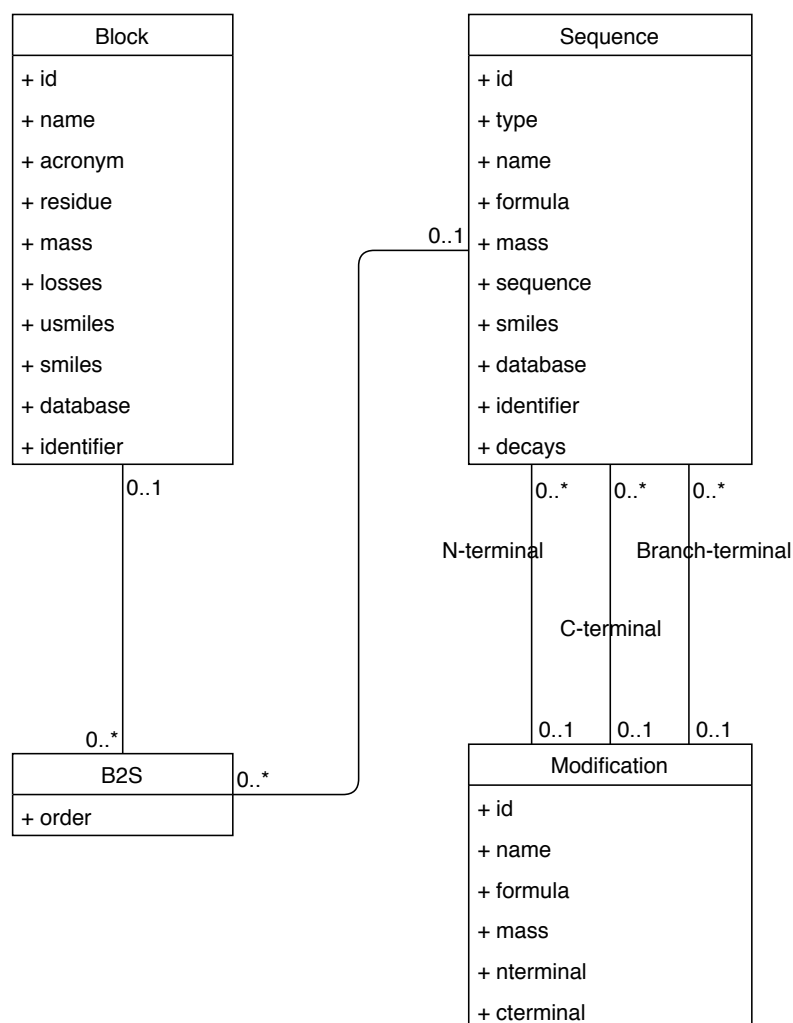 Block
+ id
+ name
+ acronym
+ residue
+ mass
+ losses
+ usmiles
+ smiles
+ database
+ identifier
0..1
0..*
B2S
+ order
0..*
0..1
Sequence
+ id
+ type
+ name
+ formula
+ mass
+ sequence
+ smiles
+ database
+ identifier
+ decays
0..* 0..* 0..*
N-terminal Branch-terminal
C-terminal
0..1 0..1 0..1
Modification
+ id
+ name
+ formula
+ mass
+ nterminal
+ cterminal